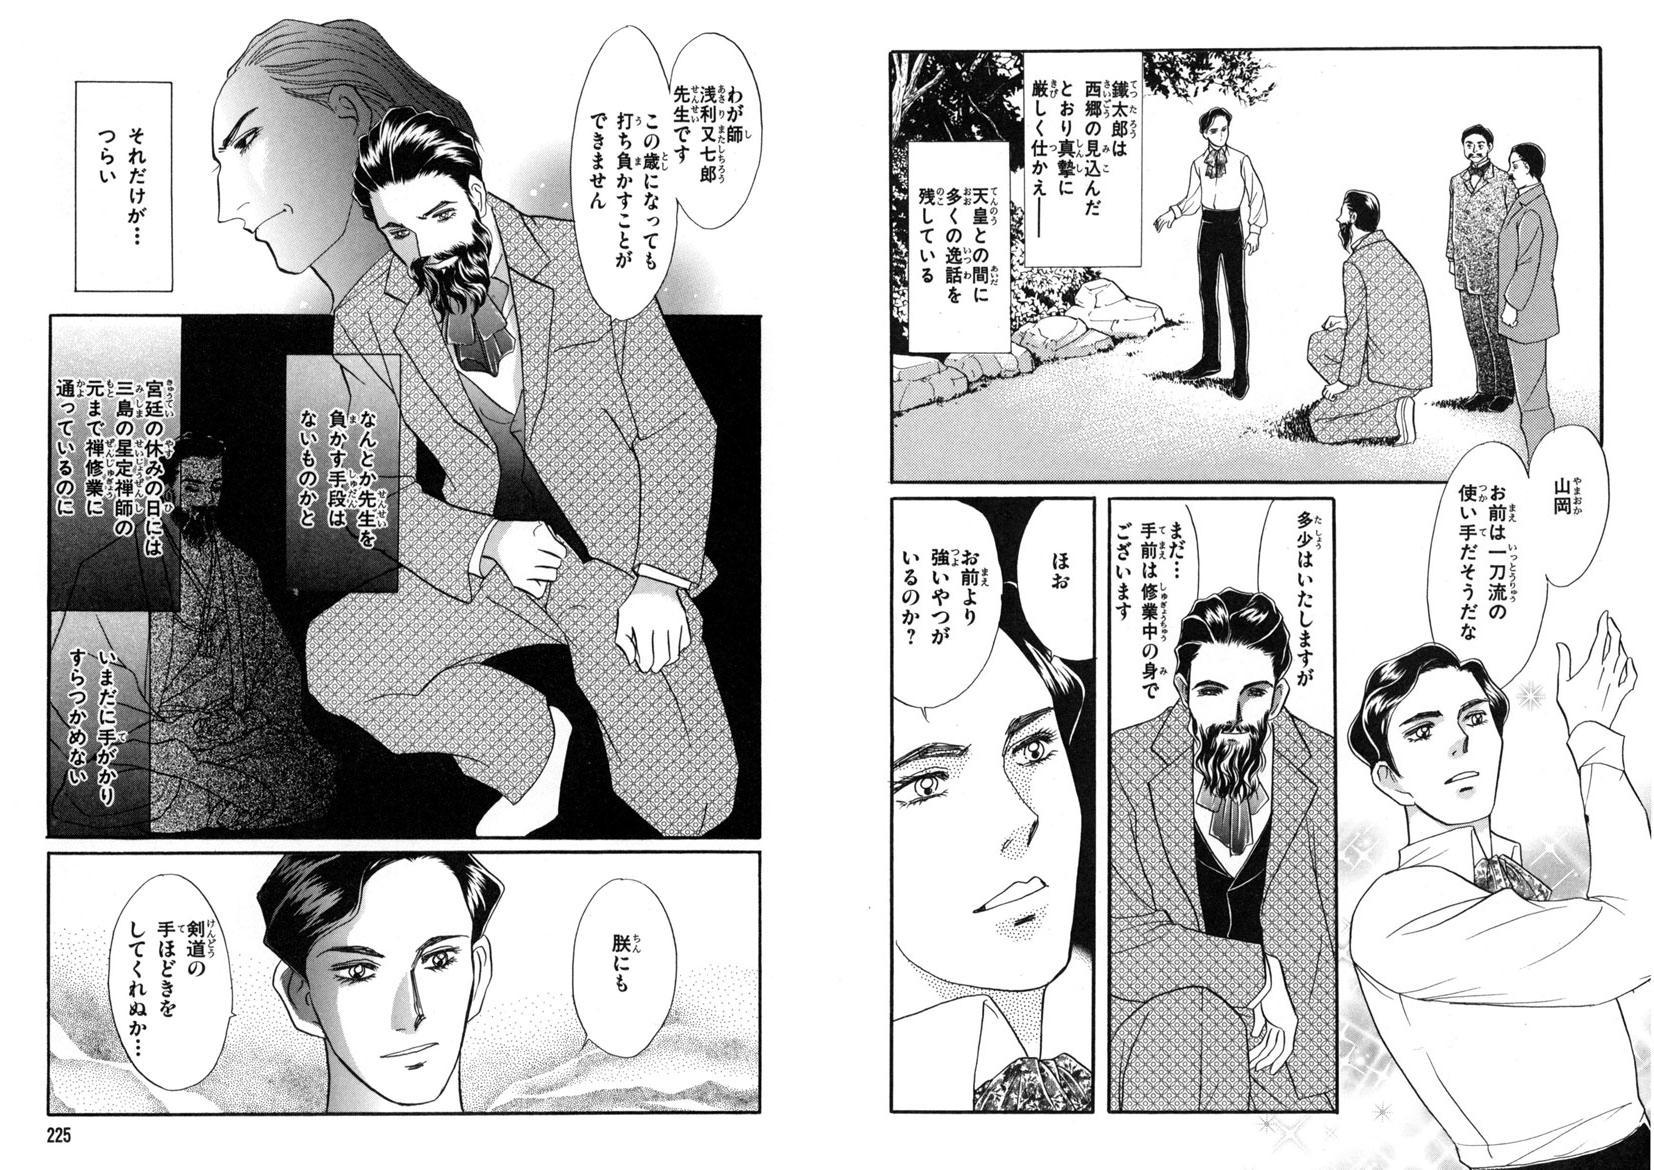 鐵太郎は
西郷の見込んだ
とおり真摯に
厳しく仕かえ――
天皇との間に
多くの逸話を
残している
山岡
お前は一刀流の
使い手だそうだな
多少はいたしますが
まだ…
手前は修業中の身で
ございます
ほお
お前より
強いやつが
いるのか?
わが師
浅利又七郎
先生です
この歳になっても
打ち負かすことが
できません
それだけが…
つらい
なんとか先生を
負かす手段は
ないものかと
宮廷の休みの日には
三島の星定禅師の
元まで禅修業に
通っているのに
いまだに手がかり
すらつかめない
朕にも
剣道の
手ほどきを
してくれぬか…
225